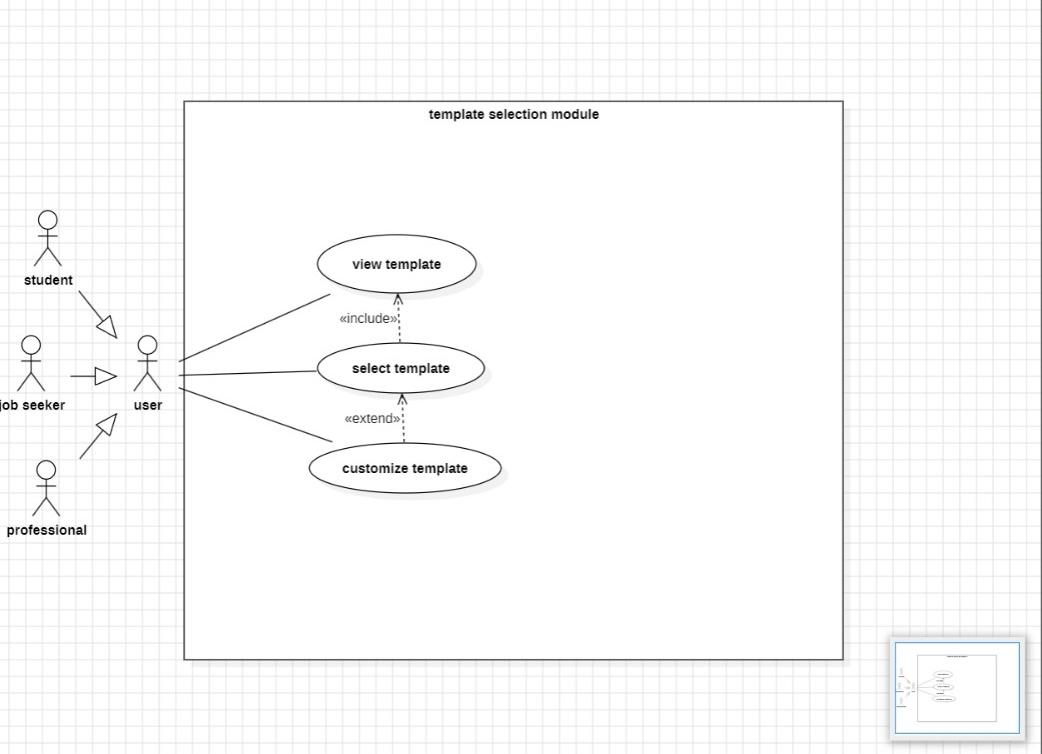 template selection module
student
view template
«include»
job seeker
user
select template
«extend»
customize template
professional